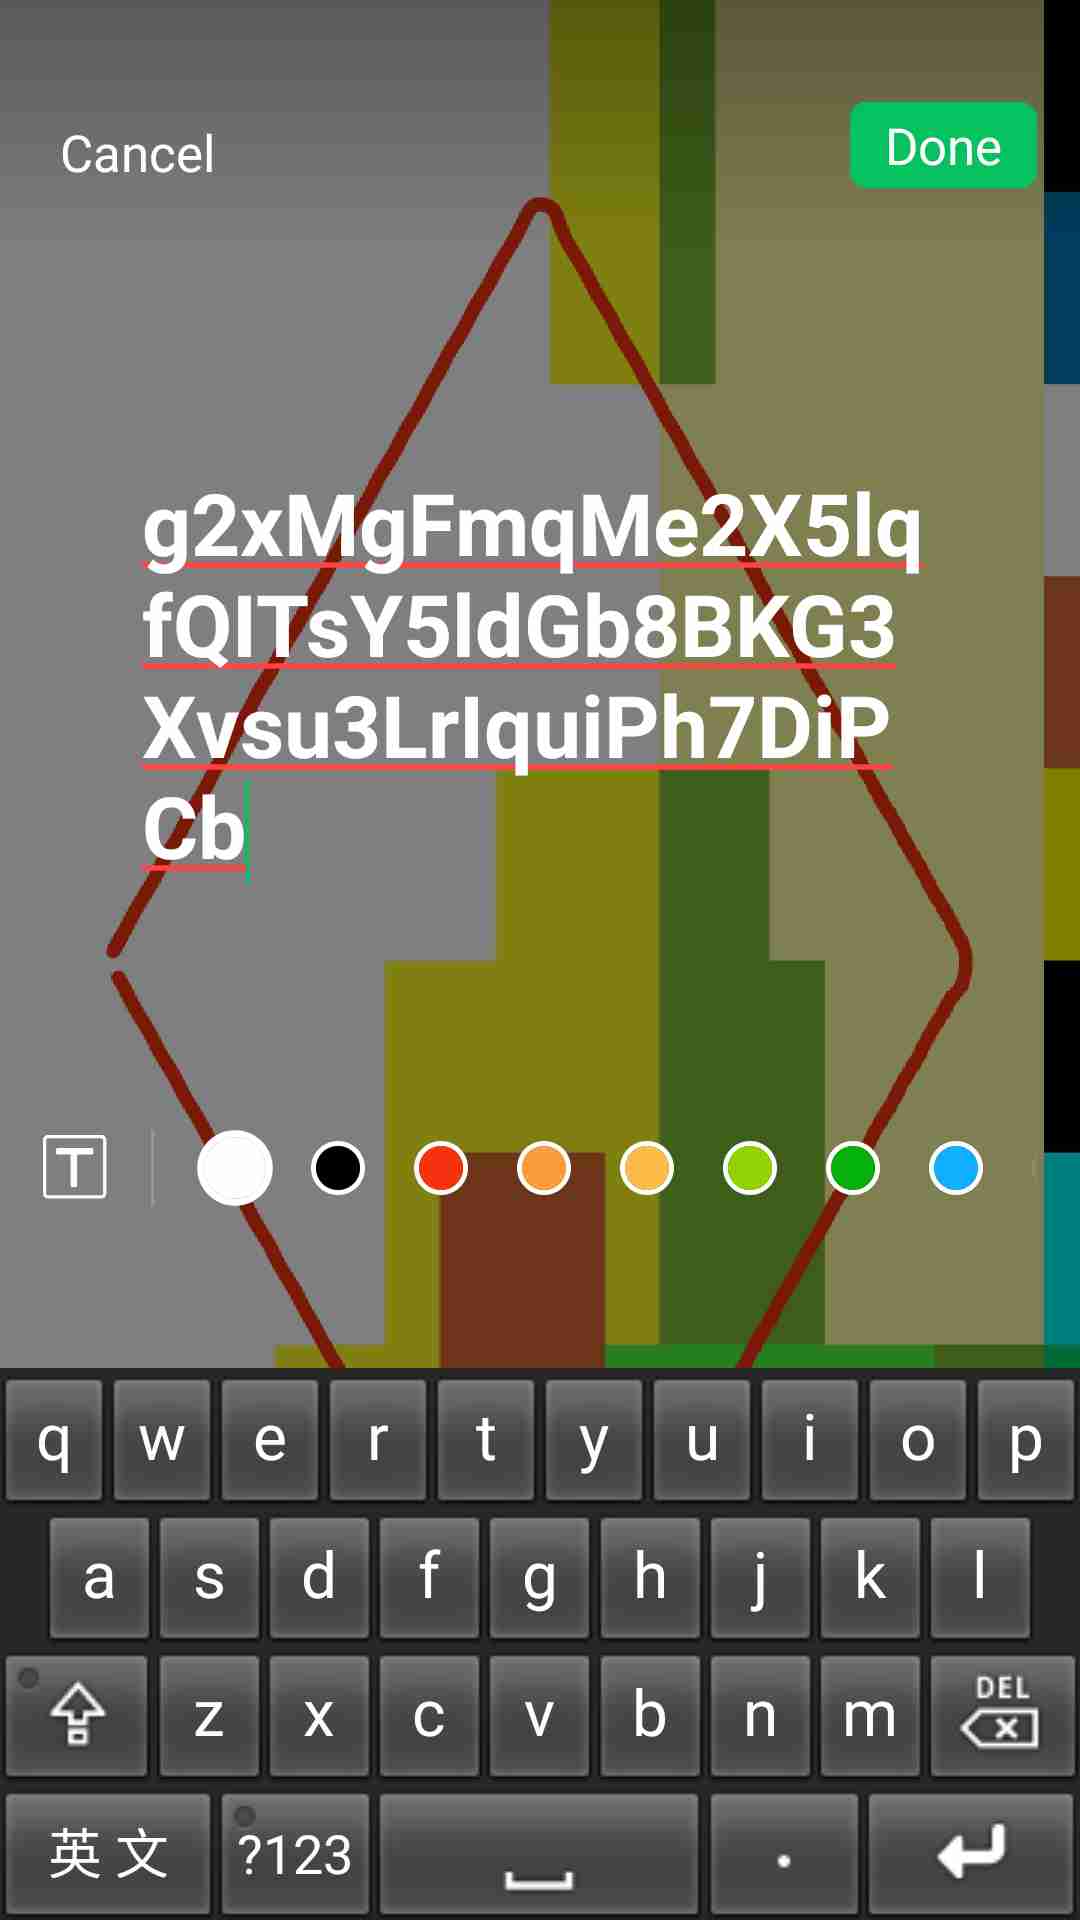 Cancel
Done
g2xMgFmqMe2X5lq
fQITsY5ldGb8BKG3
Xvsu3LrIquiPh7DiP
Cb
T
q w e r t y u i o p
a s d f g h j k l
z x c v b n m DEL
英文 ?123 .